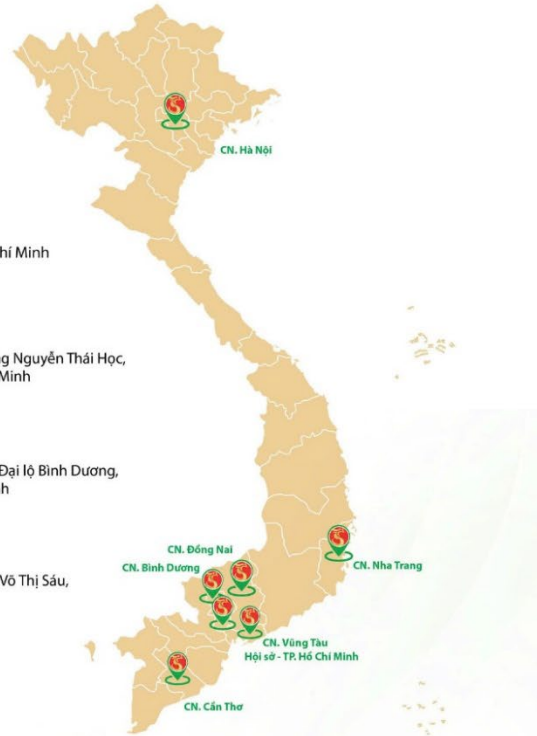 CN. Hà Nội
hí Minh
g Nguyễn Thái Học,
Minh
Đại lộ Bình Dương,
h
Võ Thị Sáu,
CN. Đồng Nai
CN. Bình Dương
CN. Nha Trang
CN. Vũng Tàu
Hội sở - TP. Hồ Chí Minh
CN. Cần Thơ